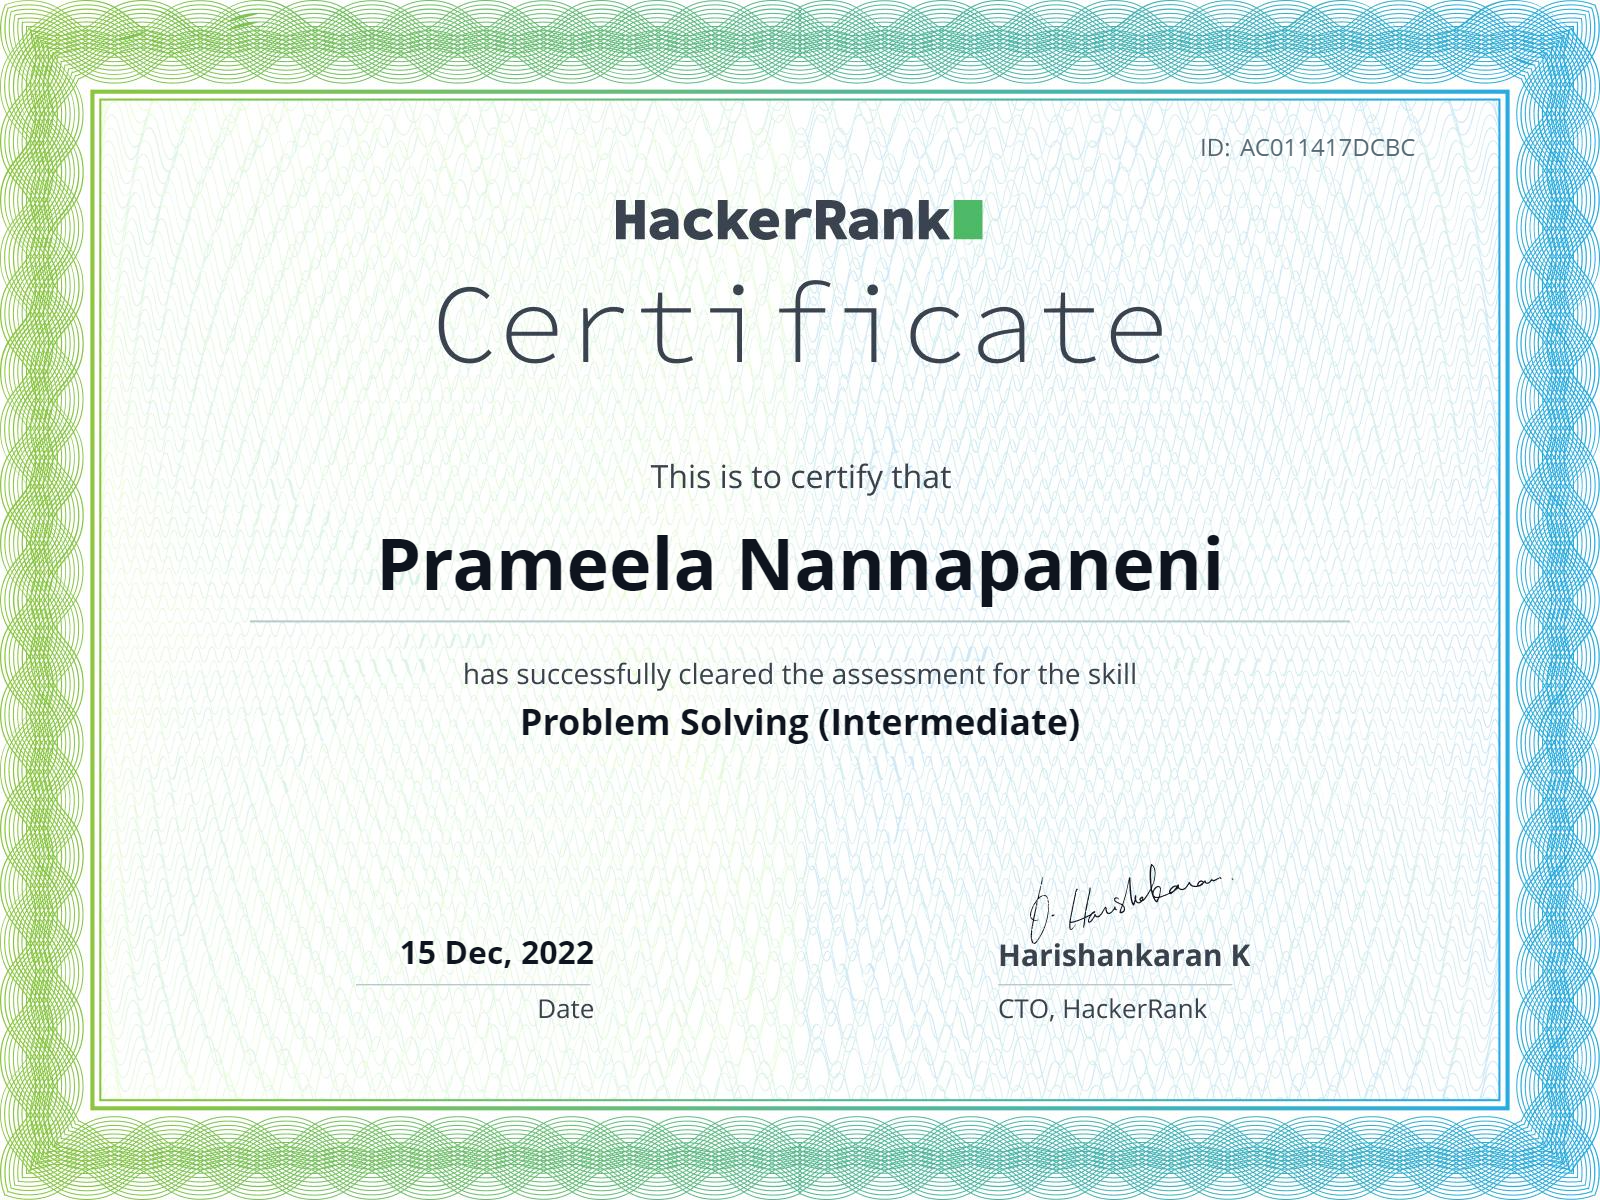 ID: AC011417DCBC
HackerRank
Certificate
This is to certify that
Prameela Nannapaneni
has successfully cleared the assessment for the skill
Problem Solving (Intermediate)
15 Dec, 2022
Date
Harishankaran K
CTO, HackerRank